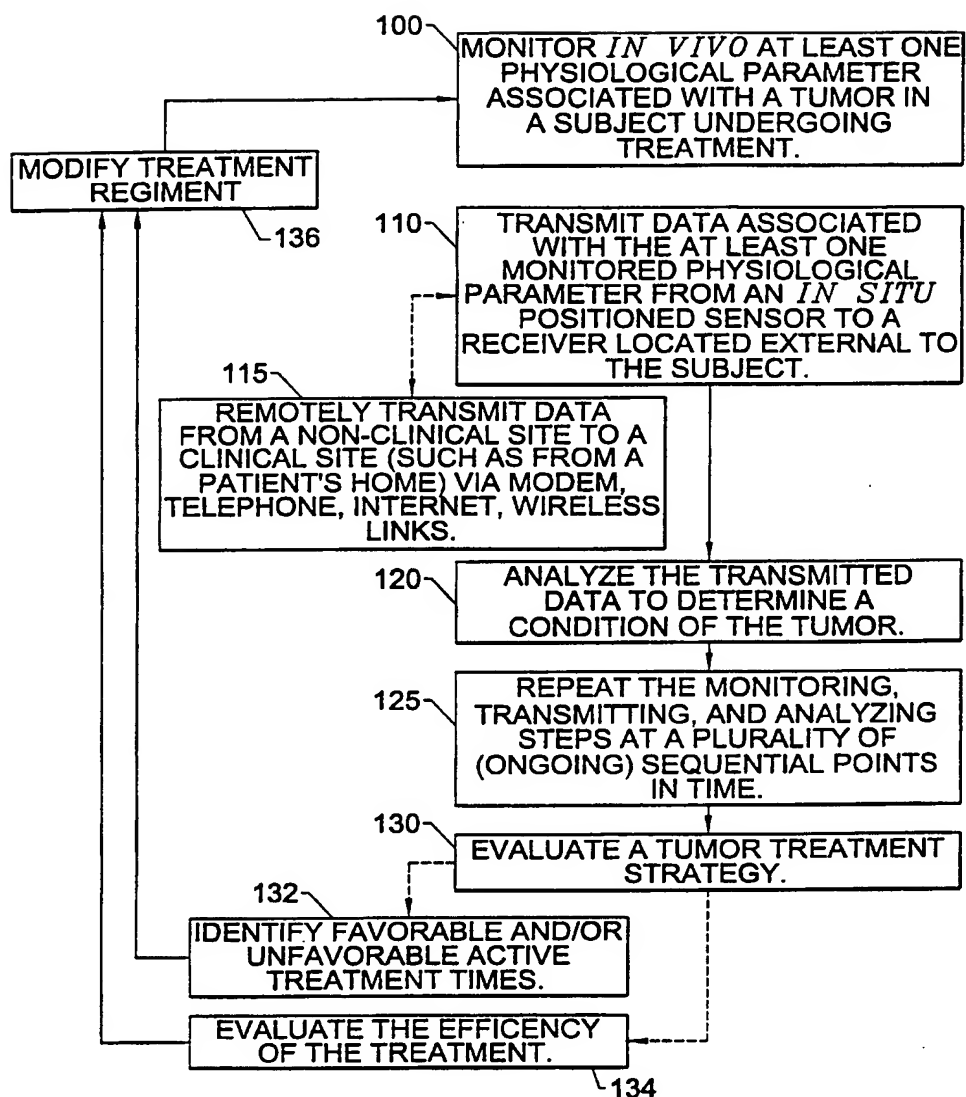 100
MONITOR IN VIVO AT LEAST ONE
PHYSIOLOGICAL PARAMETER
ASSOCIATED WITH A TUMOR IN
A SUBJECT UNDERGOING
TREATMENT.
MODIFY TREATMENT
REGIMENT
136
110
TRANSMIT DATA ASSOCIATED
WITH THE AT LEAST ONE
MONITORED PHYSIOLOGICAL
PARAMETER FROM AN IN SITU
POSITIONED SENSOR TO A
RECEIVER LOCATED EXTERNAL TO
THE SUBJECT.
115
REMOTELY TRANSMIT DATA
FROM A NON-CLINICAL SITE TO A
CLINICAL SITE (SUCH AS FROM A
PATIENT'S HOME) VIA MODEM,
TELEPHONE, INTERNET, WIRELESS
LINKS.
120
ANALYZE THE TRANSMITTED
DATA TO DETERMINE A
CONDITION OF THE TUMOR.
125
REPEAT THE MONITORING,
TRANSMITTING, AND ANALYZING
STEPS AT A PLURALITY OF
(ONGOING) SEQUENTIAL POINTS
IN TIME.
130
EVALUATE A TUMOR TREATMENT
STRATEGY.
132
IDENTIFY FAVORABLE AND/OR
UNFAVORABLE ACTIVE
TREATMENT TIMES.
EVALUATE THE EFFICENCY
OF THE TREATMENT.
134